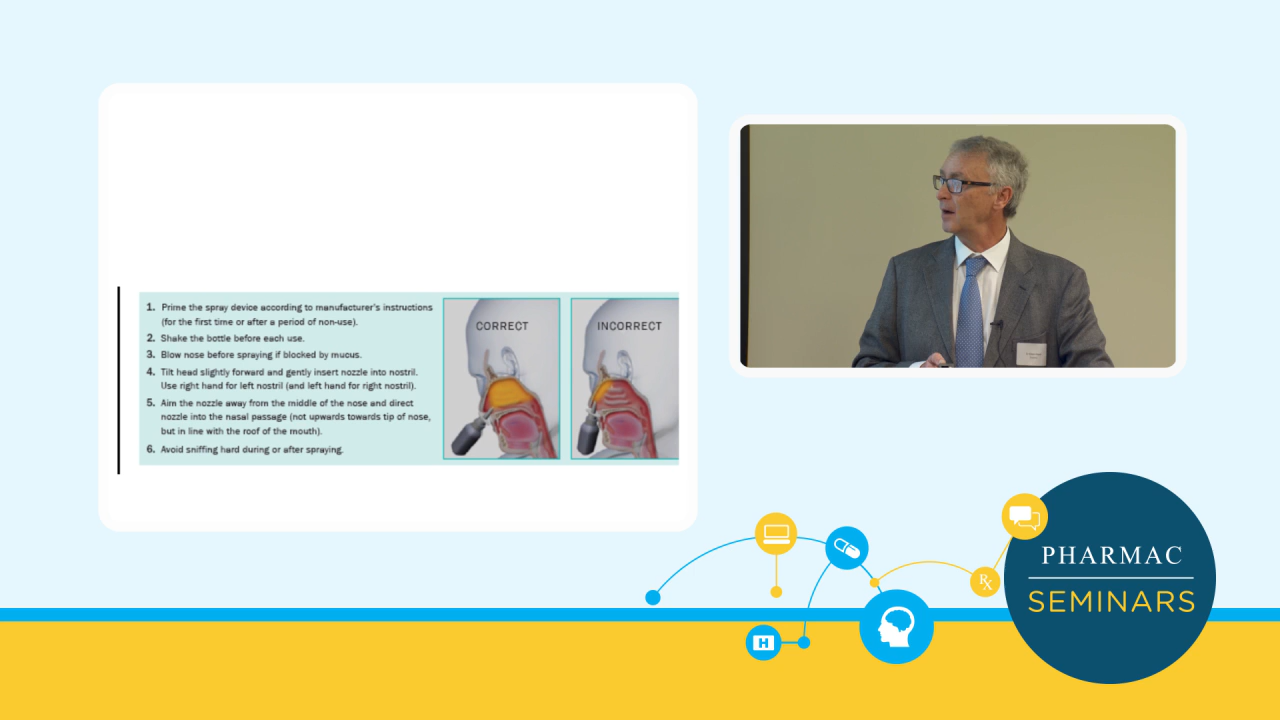 1. Prime the spray device according to manufacturer's instructions
(for the first time or after a period of non-use).
2. Shake the bottle before each use.
3. Blow nose before spraying if blocked by mucus.
4. Tilt head slightly forward and gently insert nozzle into nostril.
Use right hand for left nostril (and left hand for right nostril).
5. Aim the nozzle away from the middle of the nose and direct
nozzle into the nasal passage (not upwards towards tip of nose,
but in line with the roof of the mouth).
6. Avoid sniffing hard during or after spraying.
CORRECT
INCORRECT
H
Rx
PHARMAC
SEMINARS